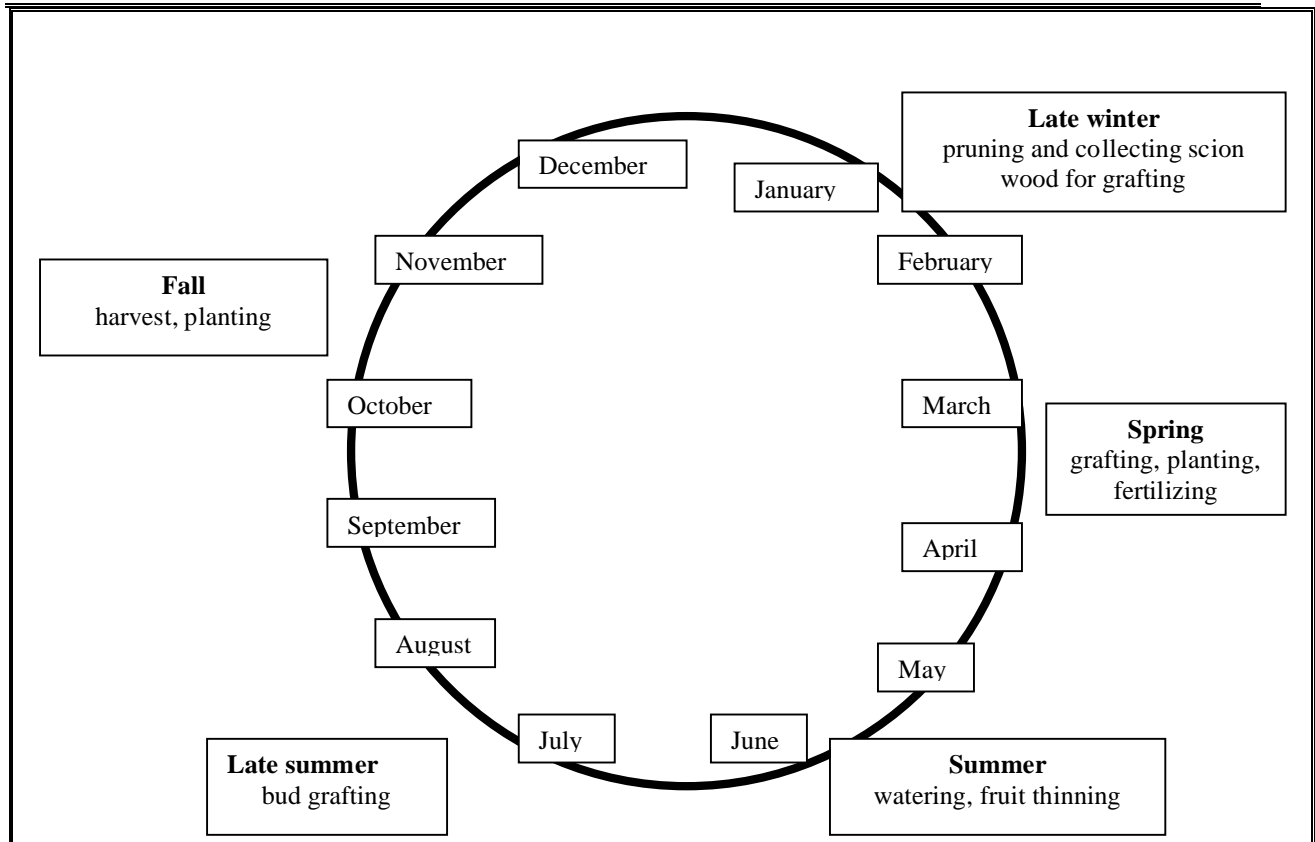 Late winter
pruning and collecting scion
wood for grafting
December
January
November
February
Fall
harvest, planting
October
March
Spring
grafting, planting,
fertilizing
September
April
August
May
July
June
Late summer
bud grafting
Summer
watering, fruit thinning